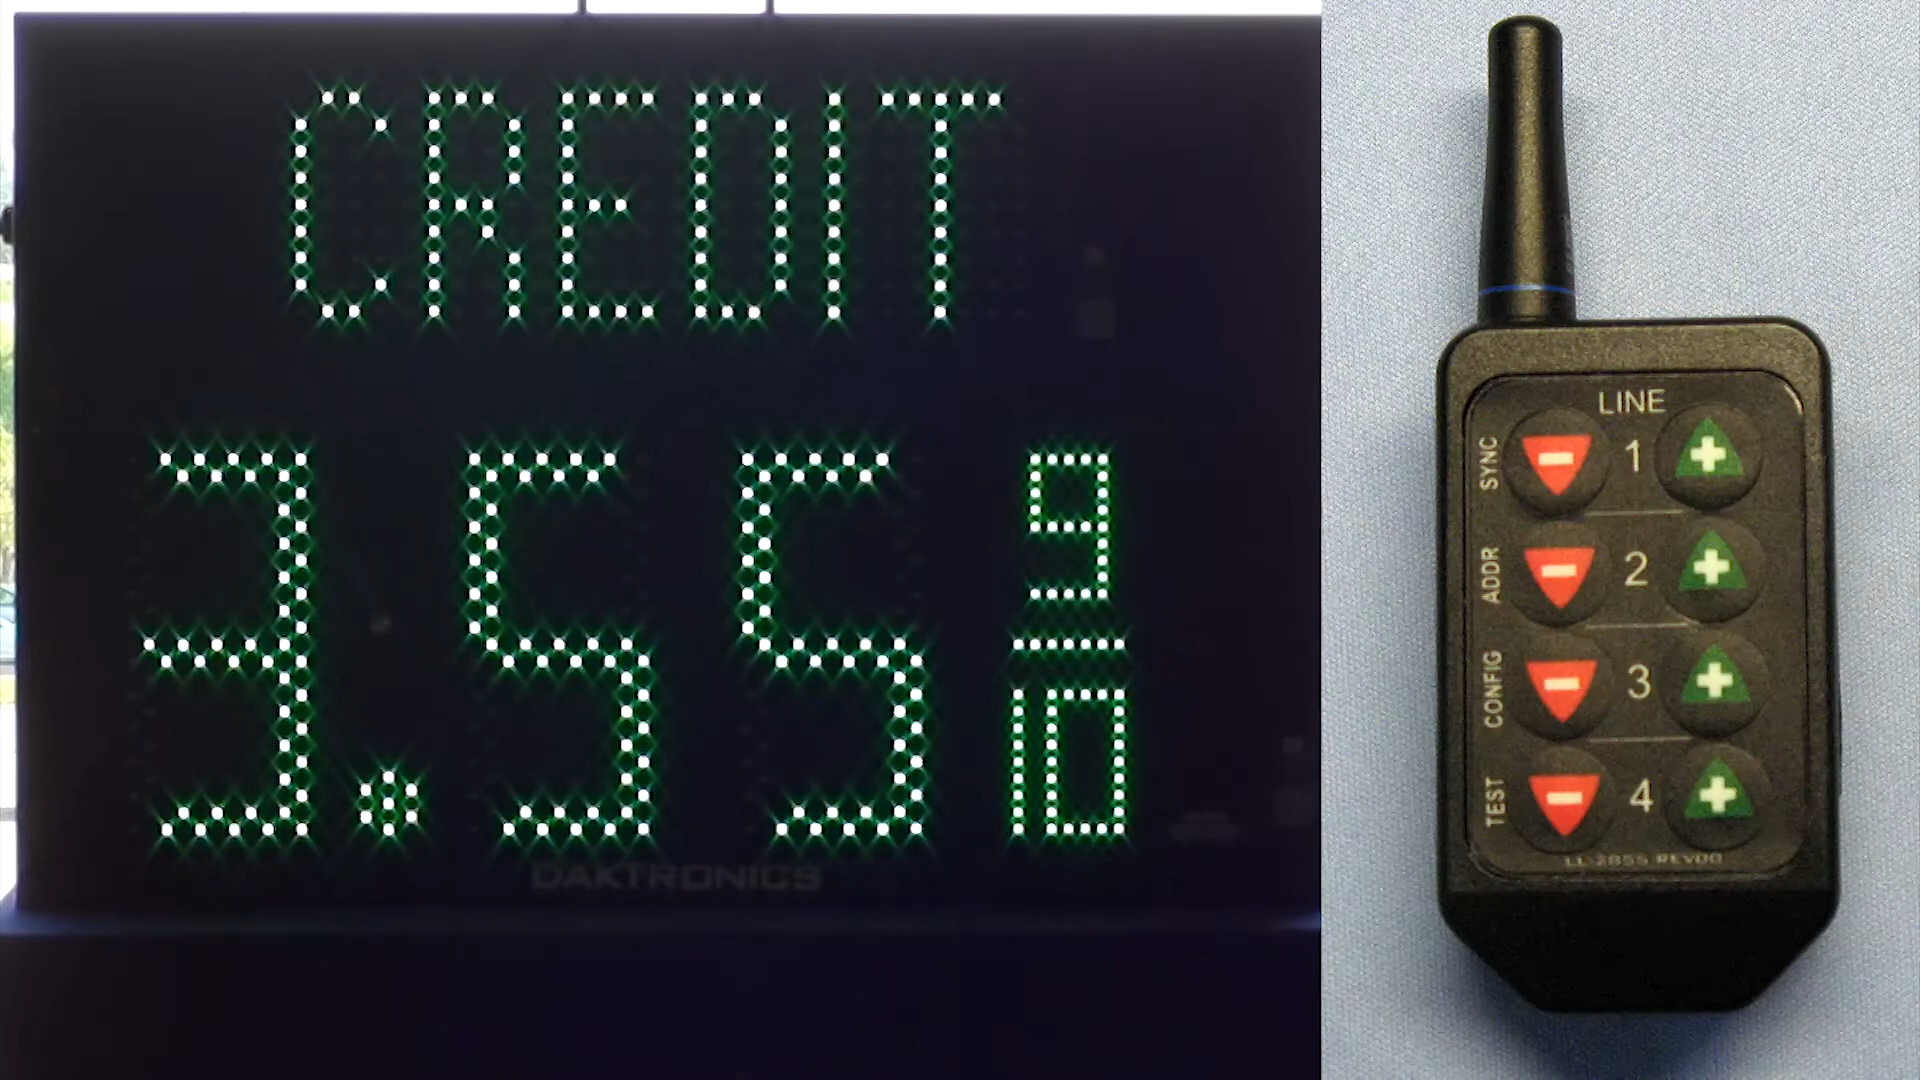 CREDIT
3.55 9/10
DAKTRONICS
LINE
SYNC 1
ADDR 2
CONFIG 3
TEST 4
LL-2855 REV00